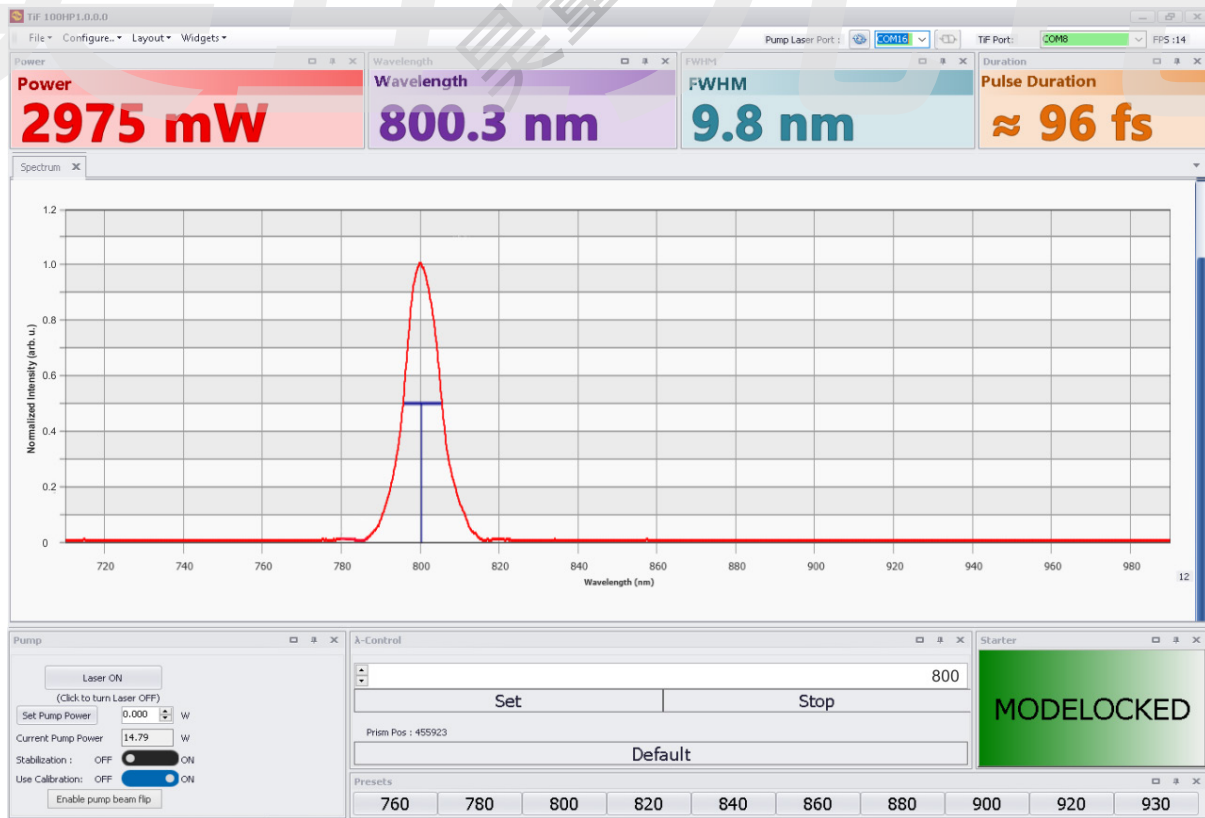 TiF 100HP1.0.0.0
File Configure.. Layout Widgets Pump Laser Port : COM16 TiF Port: COM8 FPS :14
Power Wavelength FWHM Duration
Power Wavelength FWHM Pulse Duration
2975 mW 800.3 nm 9.8 nm ≈ 96 fs
Spectrum
1.2
1.0
0.8
0.6
0.4
0.2
0
Normalized Intensity (arb. u.)
720 740 760 780 800 820 840 860 880 900 920 940 960 980
Wavelength (nm)
12
Pump
Laser ON
(Click to turn Laser OFF)
Set Pump Power 0.000 W
Current Pump Power 14.79 W
Stabilization : OFF ON
Use Calibration: OFF ON
Enable pump beam flip
λ-Control
800
Set Stop
Prism Pos : 455923
Default
Starter
MODELOCKED
Presets
760 780 800 820 840 860 880 900 920 930